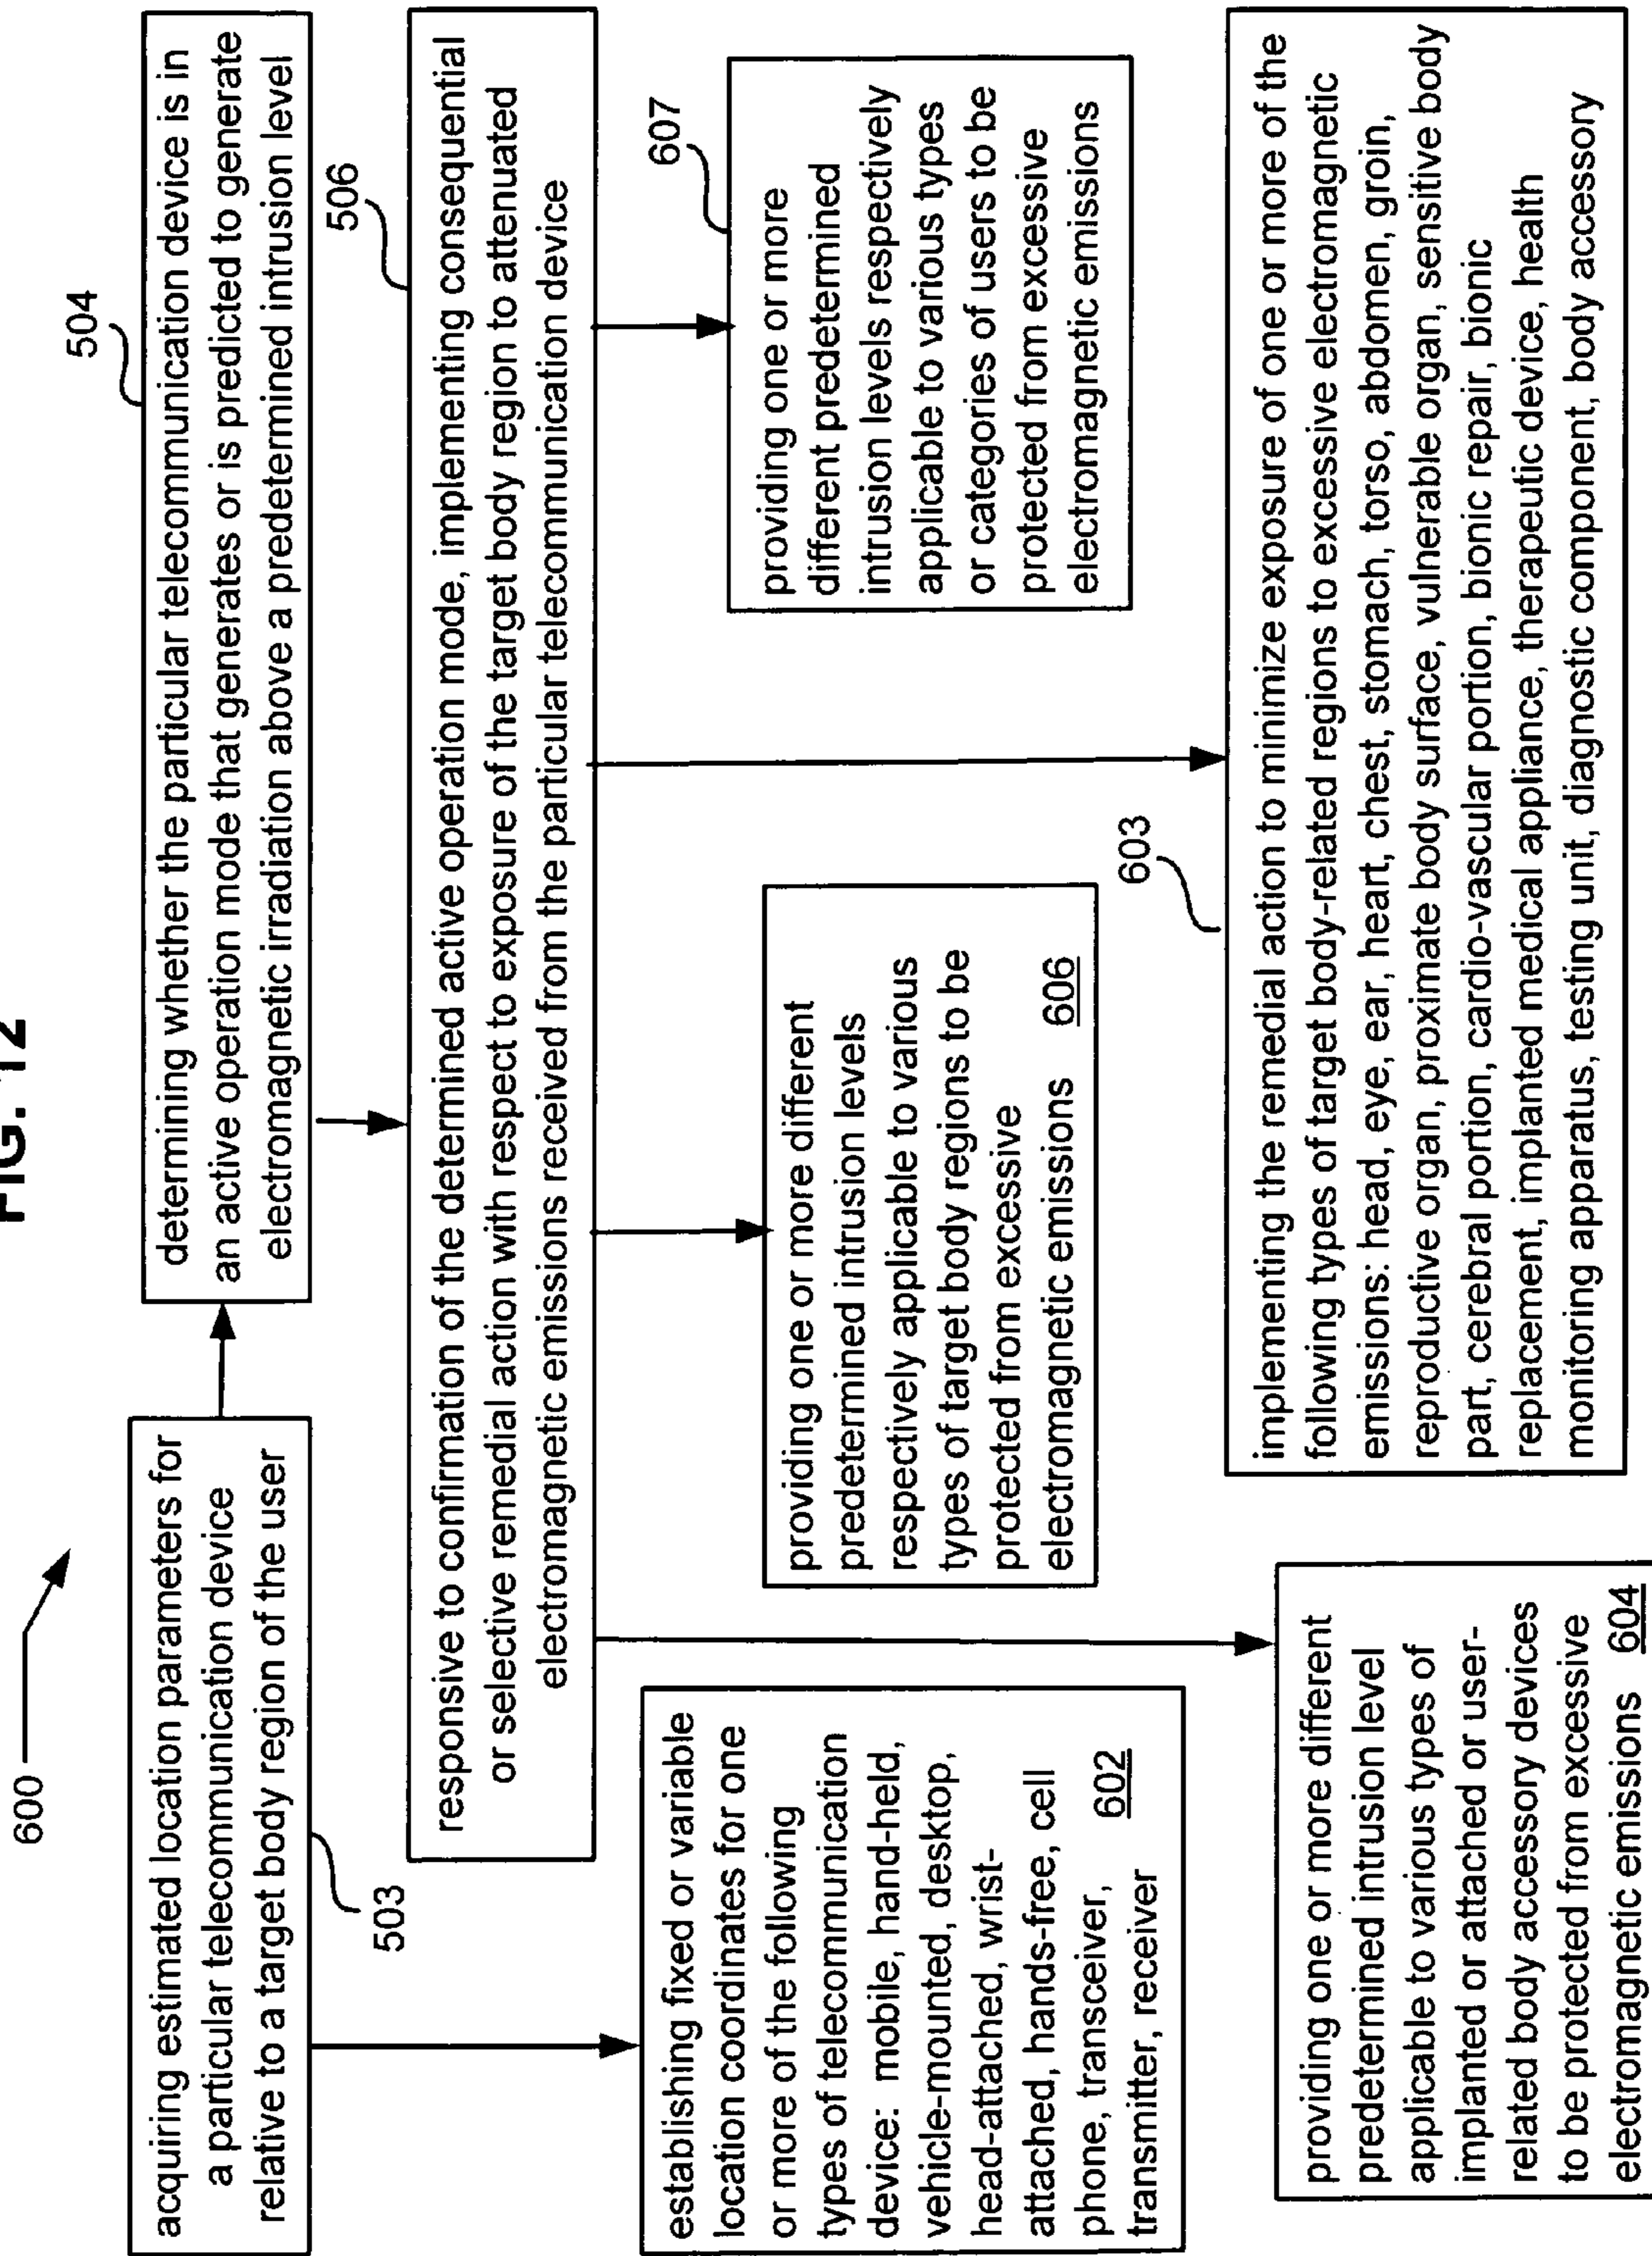 FIG. 12
600
acquiring estimated location parameters for
a particular telecommunication device
relative to a target body region of the user
503
determining whether the particular telecommunication device is in
an active operation mode that generates or is predicted to generate
electromagnetic irradiation above a predetermined intrusion level
504
responsive to confirmation of the determined active operation mode, implementing consequential
or selective remedial action with respect to exposure of the target body region to attenuated
electromagnetic emissions received from the particular telecommunication device
506
establishing fixed or variable
location coordinates for one
or more of the following
types of telecommunication
device: mobile, hand-held,
vehicle-mounted, desktop,
head-attached, wrist-
attached, hands-free, cell
phone, transceiver,
transmitter, receiver 602
providing one or more different
predetermined intrusion levels
respectively applicable to various
types of target body regions to be
protected from excessive
electromagnetic emissions 606
providing one or more
different predetermined
intrusion levels respectively
applicable to various types
or categories of users to be
protected from excessive
electromagnetic emissions
607
providing one or more different
predetermined intrusion level
applicable to various types of
implanted or attached or user-
related body accessory devices
to be protected from excessive
electromagnetic emissions 604
603
implementing the remedial action to minimize exposure of one or more of the
following types of target body-related regions to excessive electromagnetic
emissions: head, eye, ear, heart, chest, stomach, torso, abdomen, groin,
reproductive organ, proximate body surface, vulnerable organ, sensitive body
part, cerebral portion, cardio-vascular portion, bionic repair, bionic
replacement, implanted medical appliance, therapeutic device, health
monitoring apparatus, testing unit, diagnostic component, body accessory